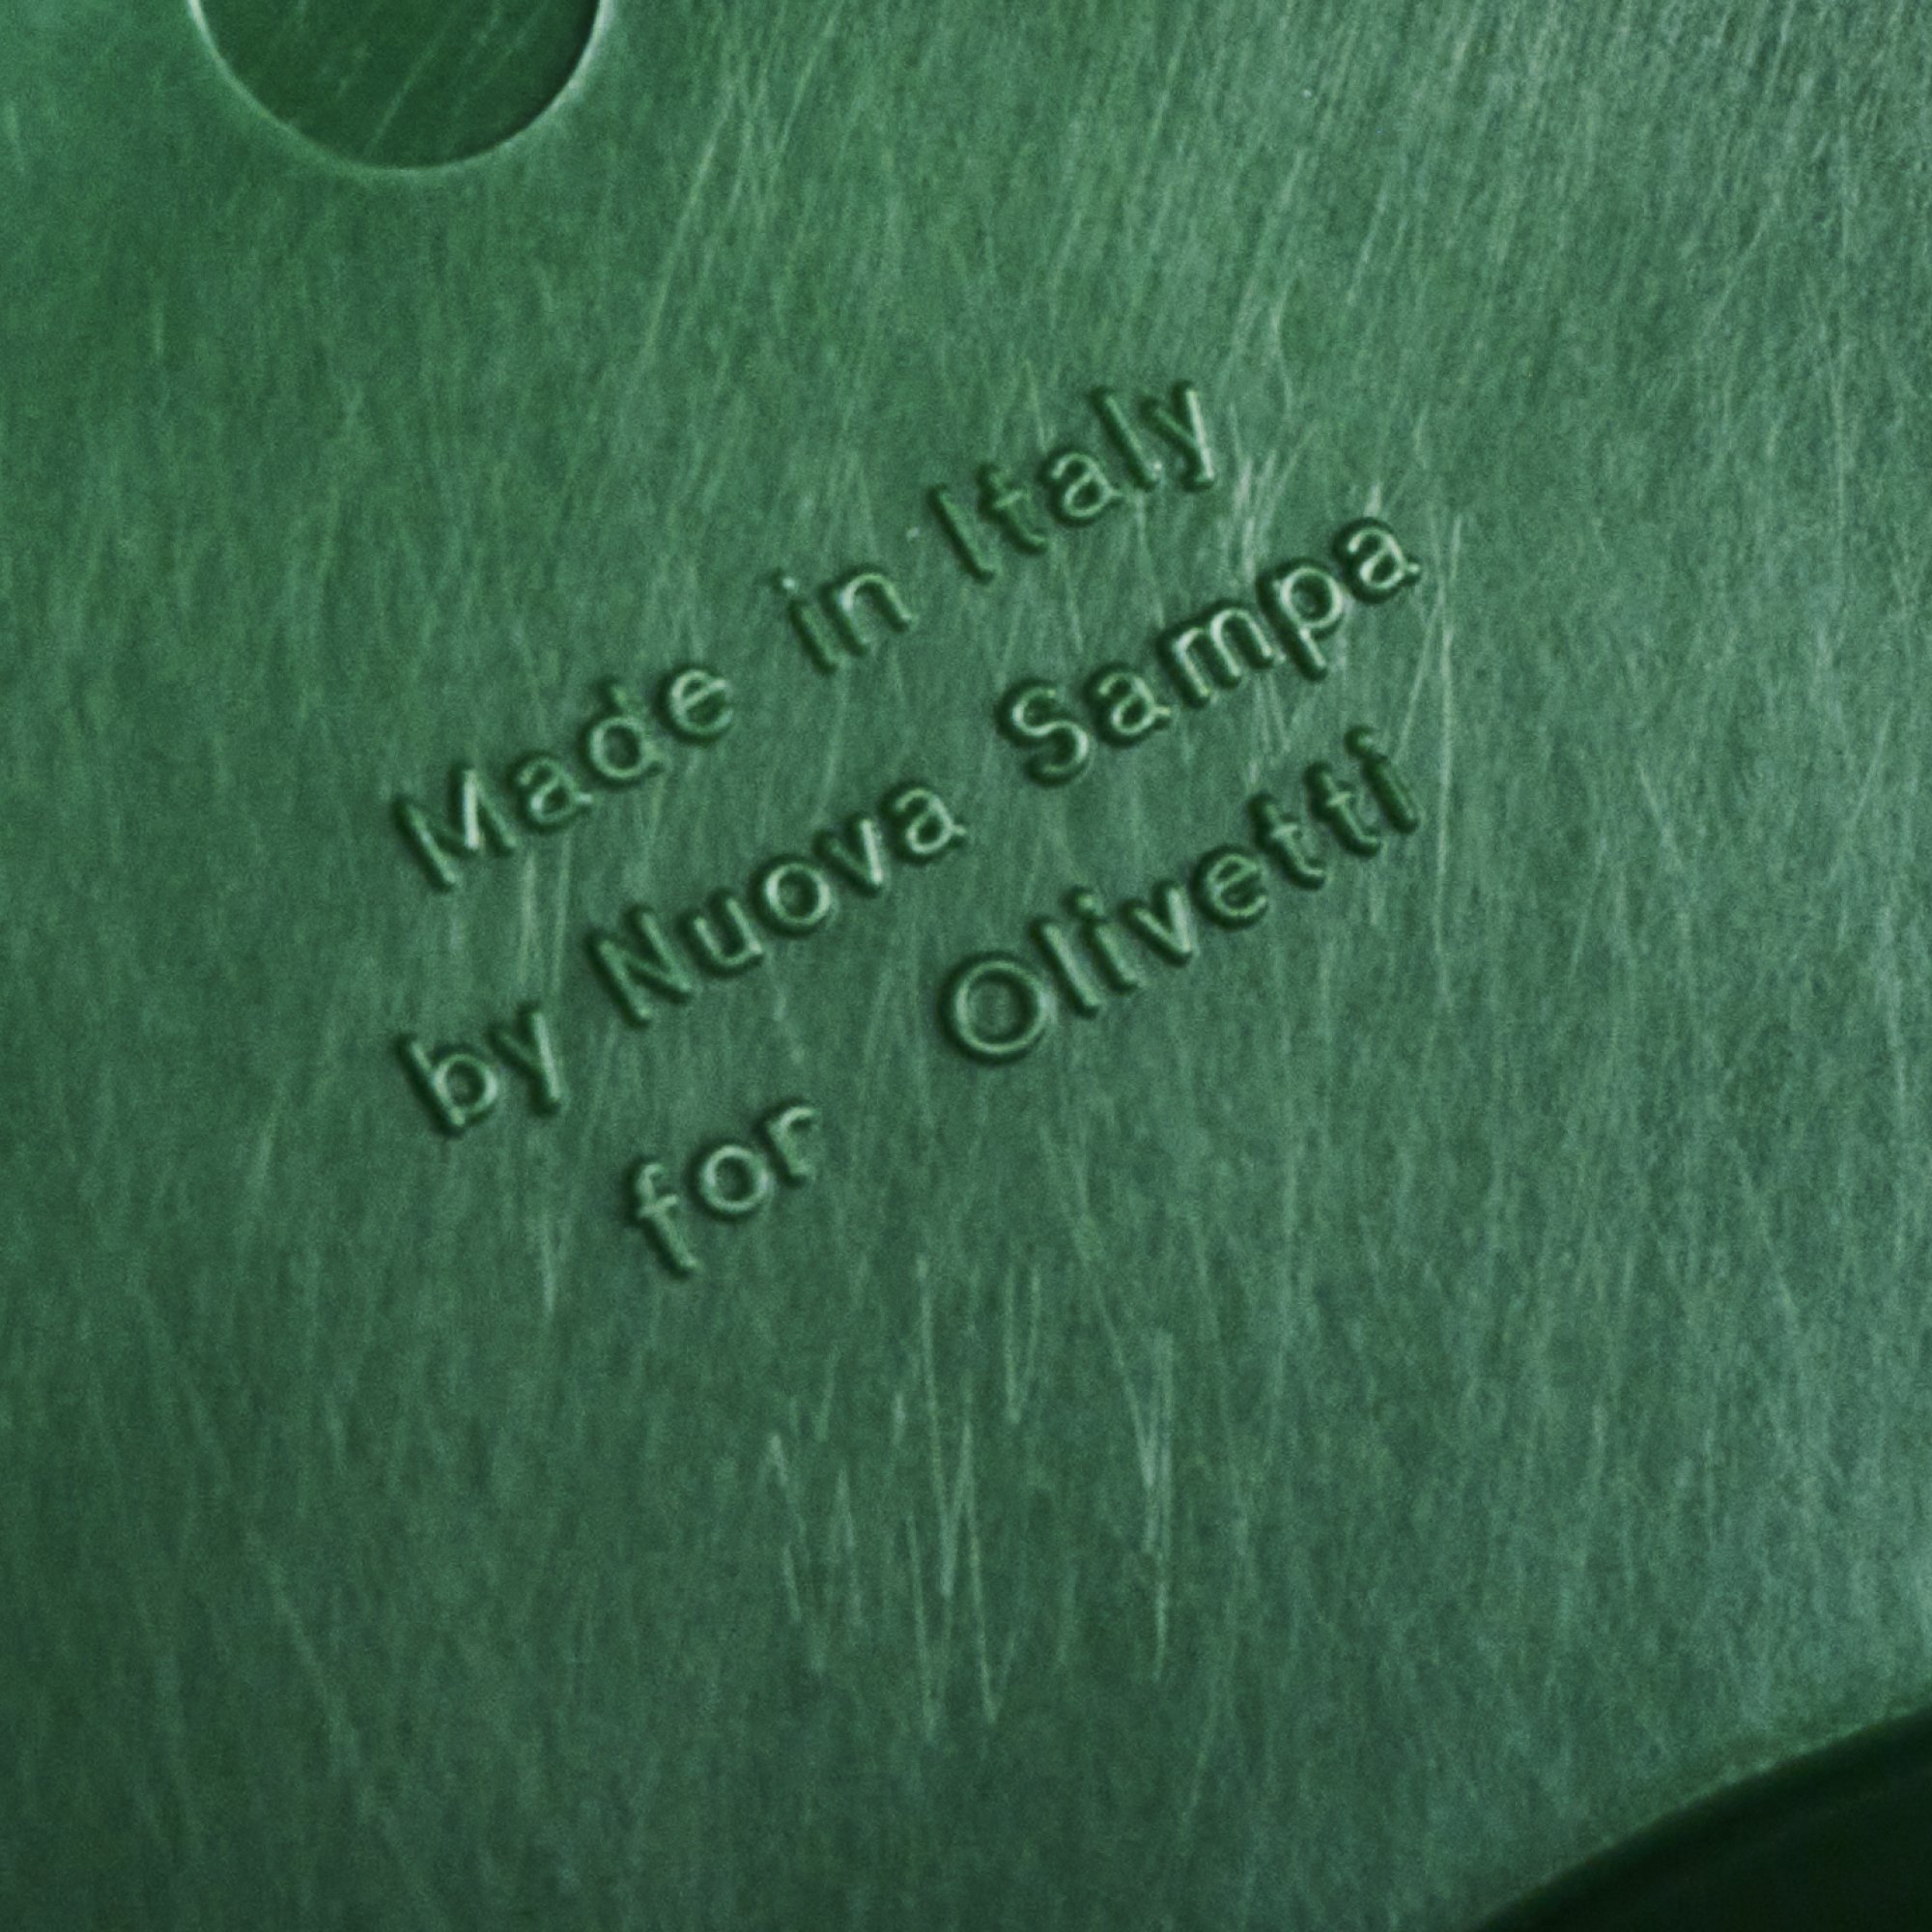 Made in Italy
by Nuova Sampa
for Olivetti